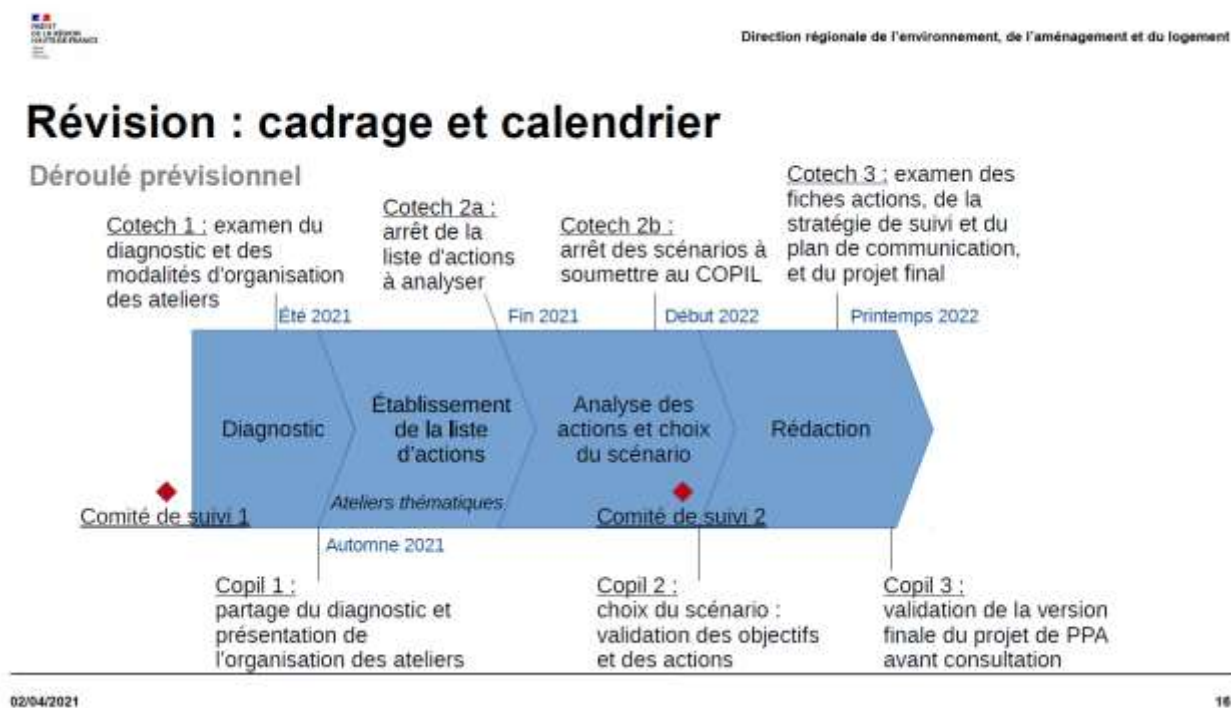 PRÉFET
DE LA RÉGION
HAUTS-DE-FRANCE
Direction régionale de l'environnement, de l'aménagement et du logement
Révision : cadrage et calendrier
Déroulé prévisionnel
Cotech 1 : examen du
diagnostic et des
modalités d'organisation
des ateliers
Cotech 2a :
arrêt de la
liste d'actions
à analyser
Cotech 2b :
arrêt des scénarios à
soumettre au COPIL
Cotech 3 : examen des
fiches actions, de la
stratégie de suivi et du
plan de communication,
et du projet final
Été 2021
Fin 2021
Début 2022
Printemps 2022
Diagnostic
Établissement
de la liste
d'actions
Ateliers thématiques
Analyse des
actions et choix
du scénario
Rédaction
Comité de suivi 1
Comité de suivi 2
Automne 2021
Copil 1 :
partage du diagnostic et
présentation de
l'organisation des ateliers
Copil 2 :
choix du scénario :
validation des objectifs
et des actions
Copil 3 :
validation de la version
finale du projet de PPA
avant consultation
02/04/2021
16